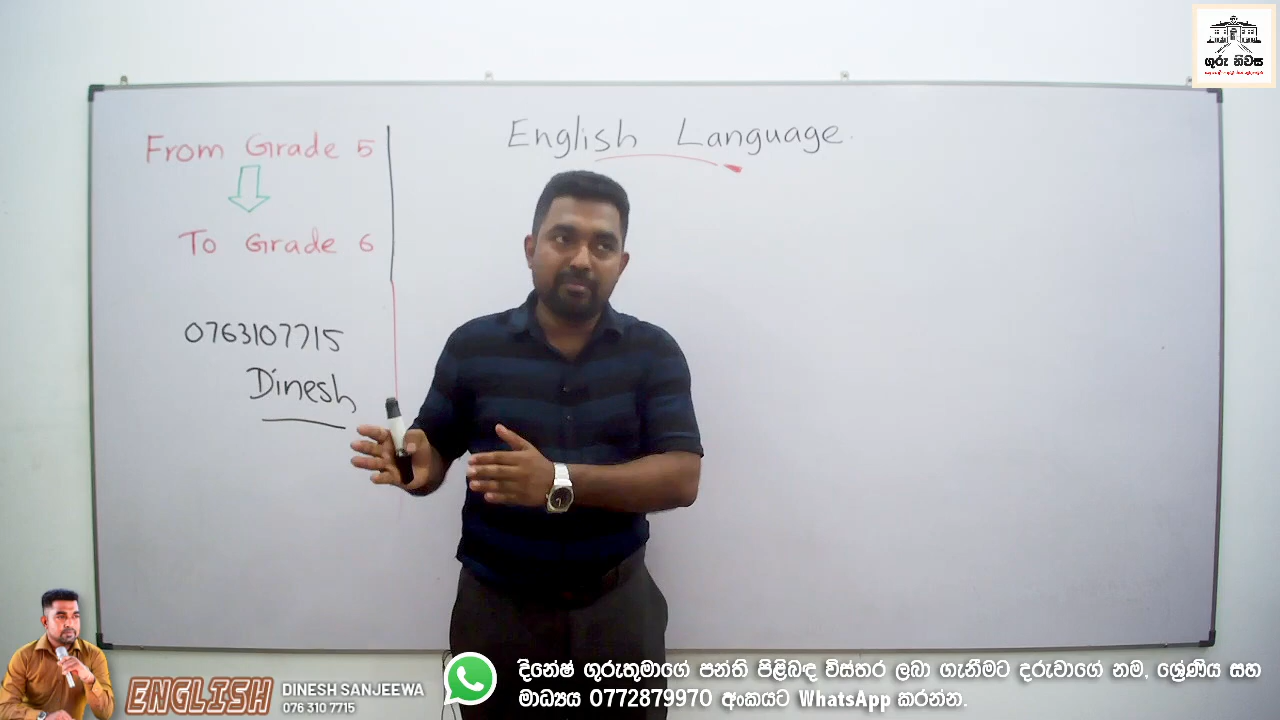 ගුරු නිවස
English Language.
From Grade 5
To Grade 6
0763107715
Dinesh
ENGLISH
DINESH SANJEEWA
076 310 7715
දිනේෂ් ගුරුතුමාගේ පන්ති පිළිබඳ විස්තර ලබා ගැනීමට දරුවාගේ නම, ශ්‍රේණිය සහ
මාධ්‍යය 0772879970 අංකයට WhatsApp කරන්න.